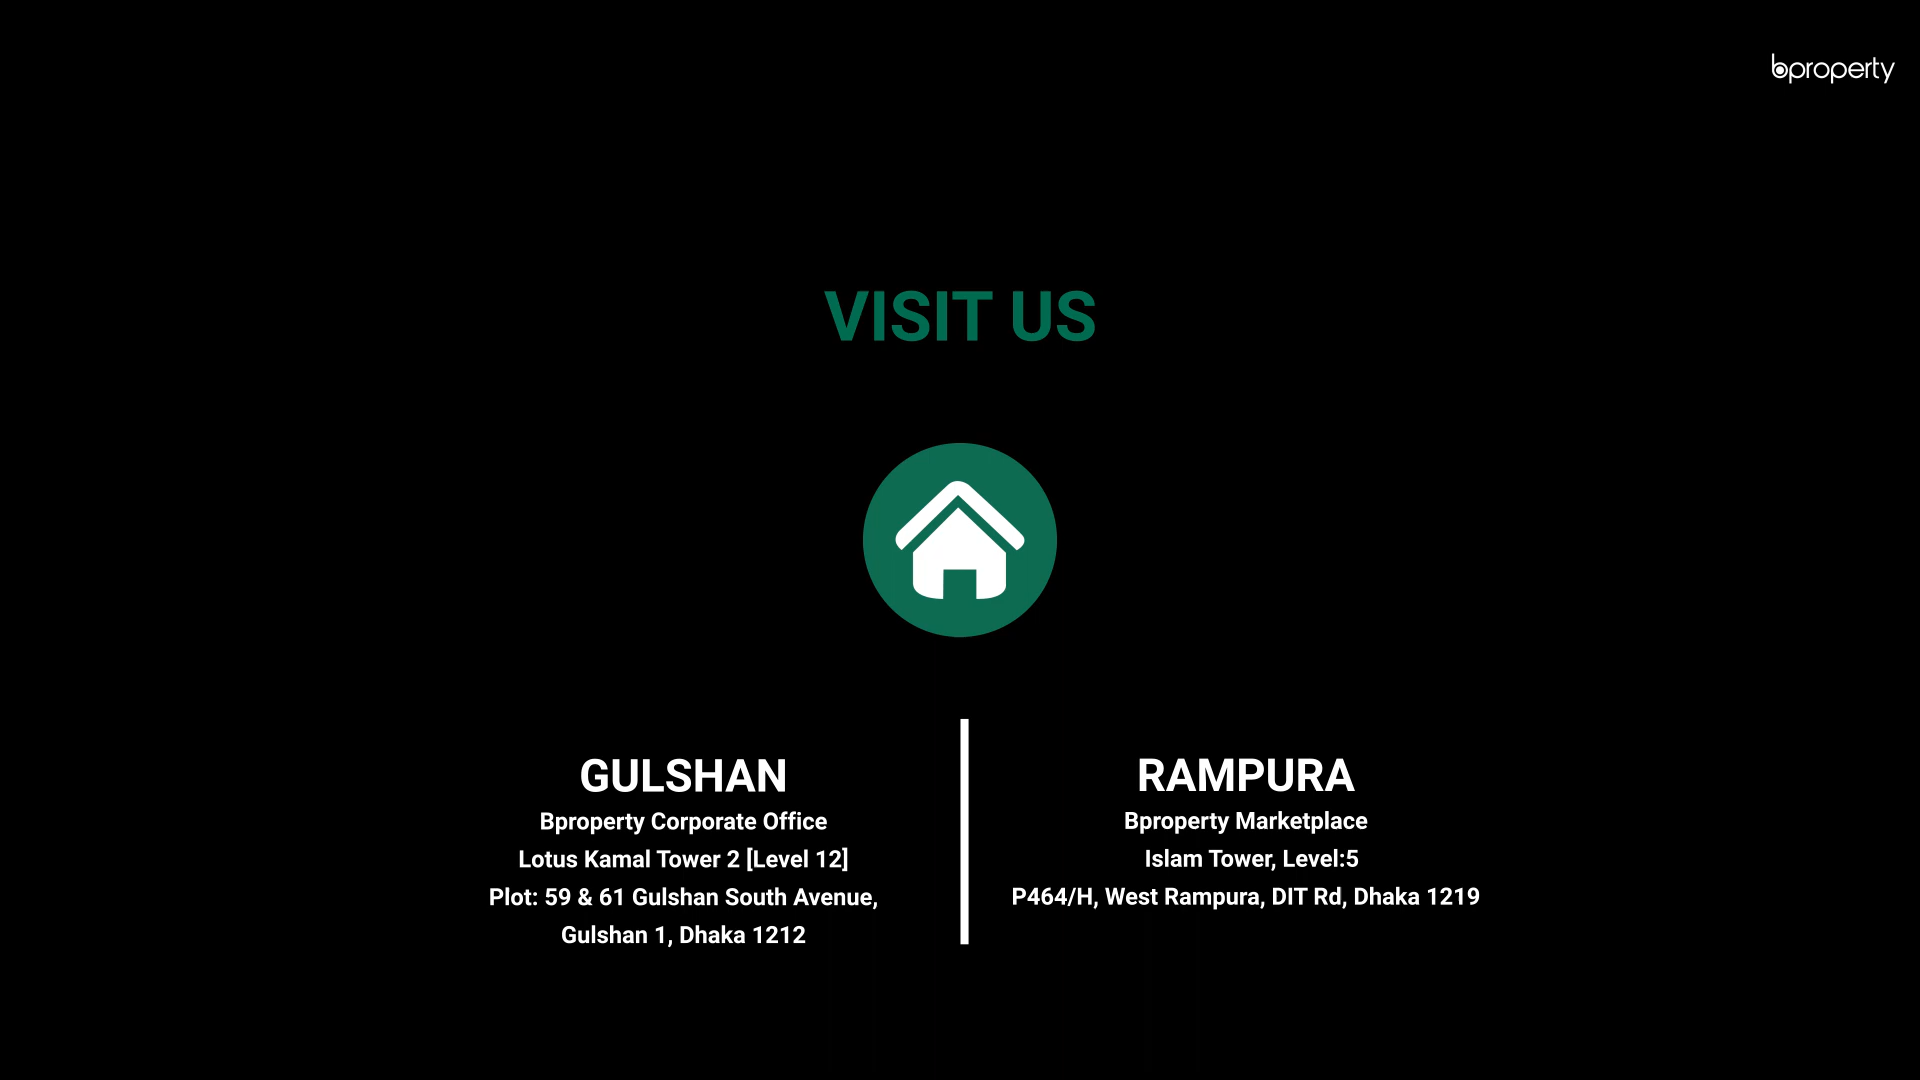 bproperty
VISIT US
GULSHAN
Bproperty Corporate Office
Lotus Kamal Tower 2 [Level 12]
Plot: 59 & 61 Gulshan South Avenue,
Gulshan 1, Dhaka 1212
RAMPURA
Bproperty Marketplace
Islam Tower, Level:5
P464/H, West Rampura, DIT Rd, Dhaka 1219